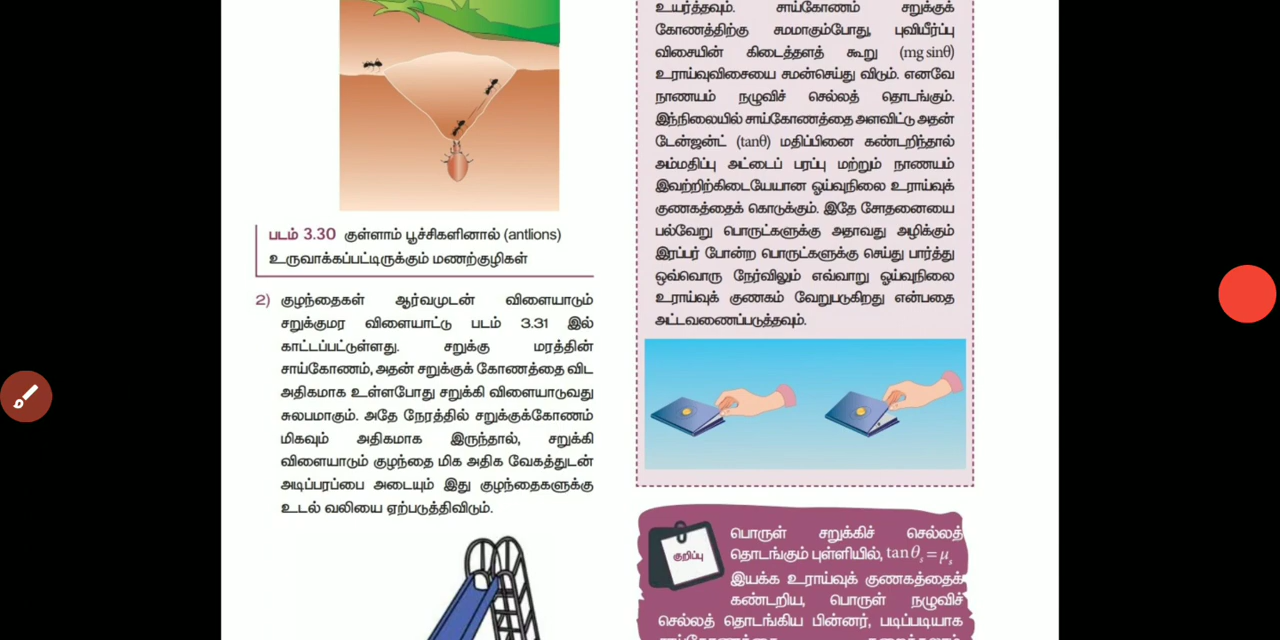 படம் 3.30 குள்ளாம் பூச்சிகளினால் (antlions)
உருவாக்கப்பட்டிருக்கும் மணற்குழிகள்
2) குழந்தைகள் ஆர்வமுடன் விளையாடும்
சறுக்குமர விளையாட்டு படம் 3.31 இல்
காட்டப்பட்டுள்ளது. சறுக்கு மரத்தின்
சாய்கோணம், அதன் சறுக்குக் கோணத்தை விட
அதிகமாக உள்ளபோது சறுக்கி விளையாடுவது
சுலபமாகும். அதே நேரத்தில் சறுக்குக்கோணம்
மிகவும் அதிகமாக இருந்தால், சறுக்கி
விளையாடும் குழந்தை மிக அதிக வேகத்துடன்
அடிப்பரப்பை அடையும் இது குழந்தைகளுக்கு
உடல் வலியை ஏற்படுத்திவிடும்.
உயர்த்தவும். சாய்கோணம் சறுக்குக்
கோணத்திற்கு சமமாகும்போது, புவியீர்ப்பு
விசையின் கிடைத்தளத் கூறு (mg sinθ)
உராய்வுவிசையை சமன்செய்து விடும். எனவே
நாணயம் நழுவிச் செல்லத் தொடங்கும்.
இந்நிலையில் சாய்கோணத்தை அளவிட்டு அதன்
டேன்ஜன்ட் (tanθ) மதிப்பினை கண்டறிந்தால்
அம்மதிப்பு அட்டைப் பரப்பு மற்றும் நாணயம்
இவற்றிற்கிடையேயான ஓய்வுநிலை உராய்வுக்
குணகத்தைக் கொடுக்கும். இதே சோதனையை
பல்வேறு பொருட்களுக்கு அதாவது அழிக்கும்
இரப்பர் போன்ற பொருட்களுக்கு செய்து பார்த்து
ஒவ்வொரு நேர்விலும் எவ்வாறு ஓய்வுநிலை
உராய்வுக் குணகம் வேறுபடுகிறது என்பதை
அட்டவணைப்படுத்தவும்.
குறிப்பு
பொருள் சறுக்கிச் செல்லத்
தொடங்கும் புள்ளியில், tan θₛ = μₛ
இயக்க உராய்வுக் குணகத்தைக்
கண்டறிய, பொருள் நழுவிச்
செல்லத் தொடங்கிய பின்னர், படிப்படியாக